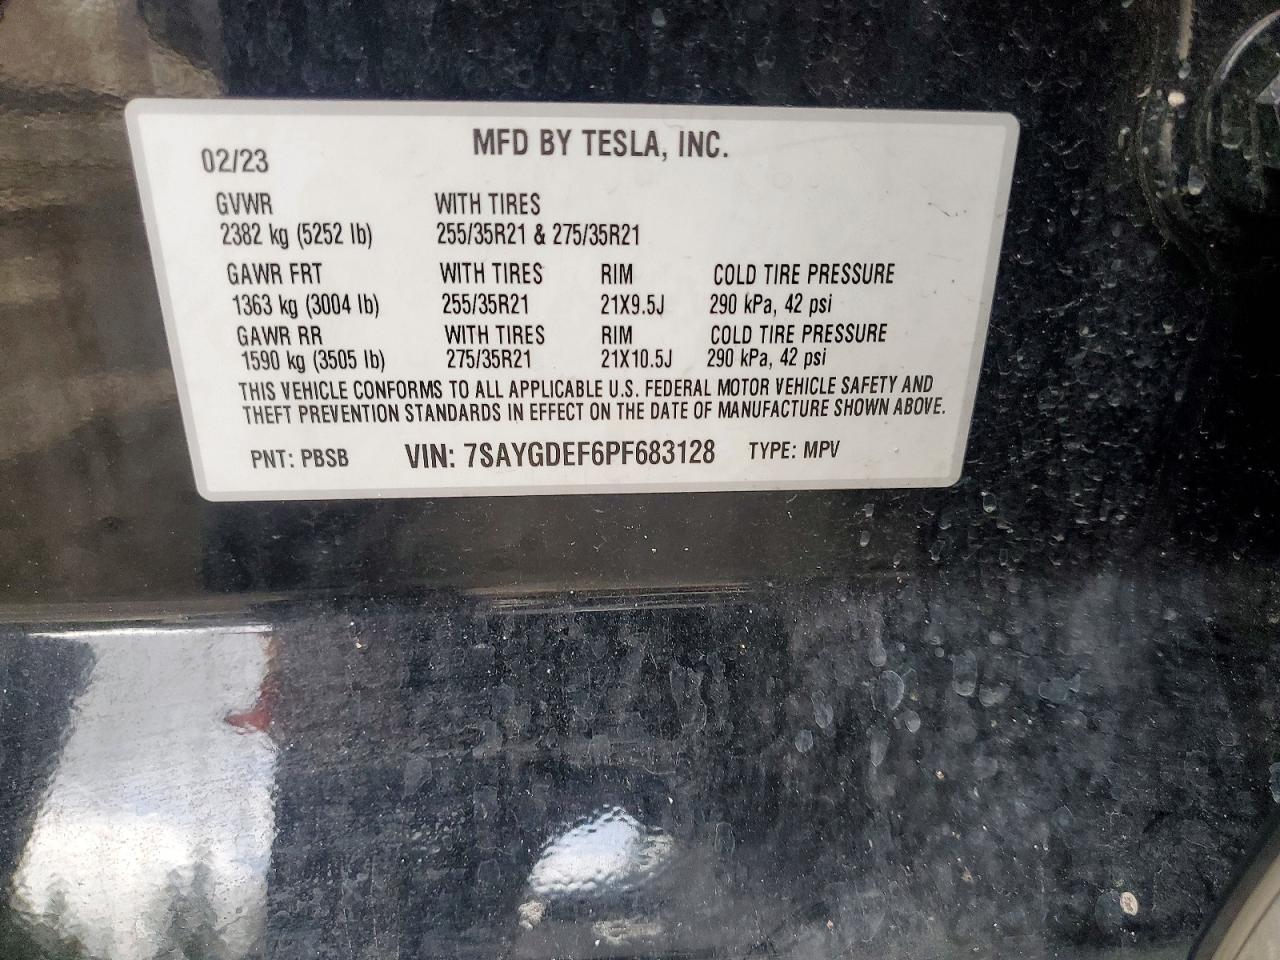 MFD BY TESLA, INC.
02/23
GVWR WITH TIRES
2382 kg (5252 lb) 255/35R21 & 275/35R21
GAWR FRT WITH TIRES RIM COLD TIRE PRESSURE
1363 kg (3004 lb) 255/35R21 21X9.5J 290 kPa, 42 psi
GAWR RR WITH TIRES RIM COLD TIRE PRESSURE
1590 kg (3505 lb) 275/35R21 21X10.5J 290 kPa, 42 psi
THIS VEHICLE CONFORMS TO ALL APPLICABLE U.S. FEDERAL MOTOR VEHICLE SAFETY AND
THEFT PREVENTION STANDARDS IN EFFECT ON THE DATE OF MANUFACTURE SHOWN ABOVE.
PNT: PBSB VIN: 7SAYGDEF6PF683128 TYPE: MPV